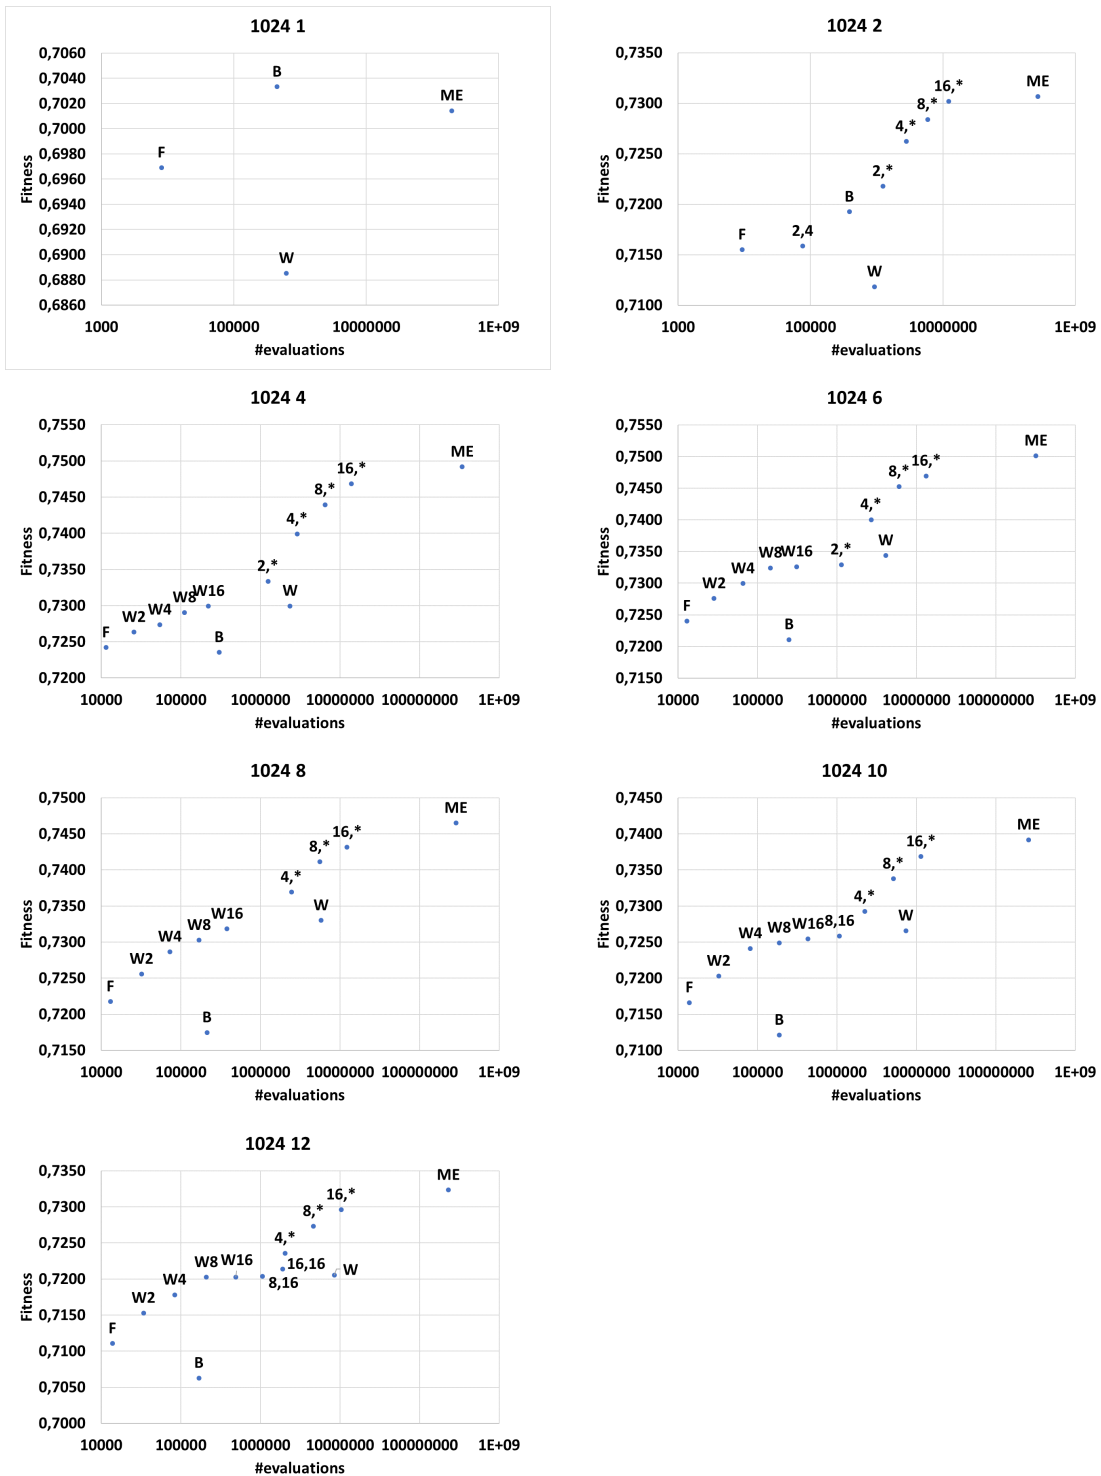 1024 1
0,7060
0,7040
0,7020
0,7000
0,6980
0,6960
0,6940
0,6920
0,6900
0,6880
0,6860
Fitness
F
B
W
ME
1000 100000 10000000 1E+09
#evaluations
1024 2
0,7350
0,7300
0,7250
0,7200
0,7150
0,7100
Fitness
F
2,4
B
W
2,*
4,*
8,*
16,*
ME
1000 100000 10000000 1E+09
#evaluations
1024 4
0,7550
0,7500
0,7450
0,7400
0,7350
0,7300
0,7250
0,7200
Fitness
F
W2
W4
W8
W16
B
2,*
W
4,*
8,*
16,*
ME
10000 100000 1000000 10000000 100000000 1E+09
#evaluations
1024 6
0,7550
0,7500
0,7450
0,7400
0,7350
0,7300
0,7250
0,7200
0,7150
Fitness
F
W2
W4
W8
W16
B
2,*
4,*
W
8,*
16,*
ME
10000 100000 1000000 10000000 100000000 1E+09
#evaluations
1024 8
0,7500
0,7450
0,7400
0,7350
0,7300
0,7250
0,7200
0,7150
Fitness
F
W2
W4
W8
W16
B
4,*
8,*
W
16,*
ME
10000 100000 1000000 10000000 100000000 1E+09
#evaluations
1024 10
0,7450
0,7400
0,7350
0,7300
0,7250
0,7200
0,7150
0,7100
Fitness
F
W2
W4
W8
W16
8,16
B
4,*
8,*
W
16,*
ME
10000 100000 1000000 10000000 100000000 1E+09
#evaluations
1024 12
0,7350
0,7300
0,7250
0,7200
0,7150
0,7100
0,7050
0,7000
Fitness
F
W2
W4
W8
W16
B
8,16
16,16
4,*
8,*
W
16,*
ME
10000 100000 1000000 10000000 100000000 1E+09
#evaluations